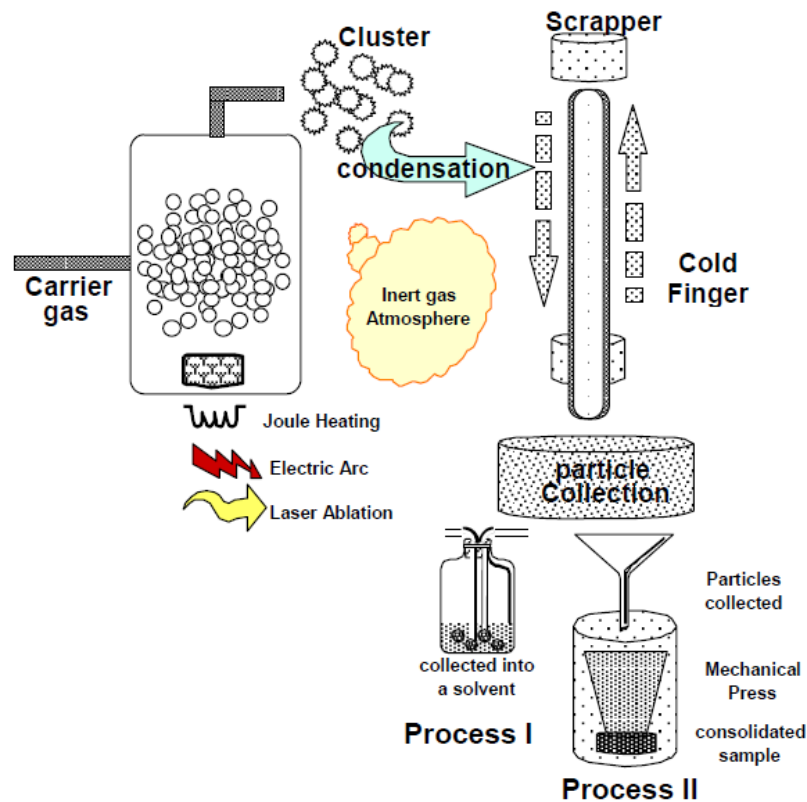 Cluster
Scrapper
condensation
Carrier
gas
Inert gas
Atmosphere
Cold
Finger
Joule Heating
Electric Arc
Laser Ablation
particle
Collection
Particles
collected
collected into
a solvent
Mechanical
Press
Process I
consolidated
sample
Process II